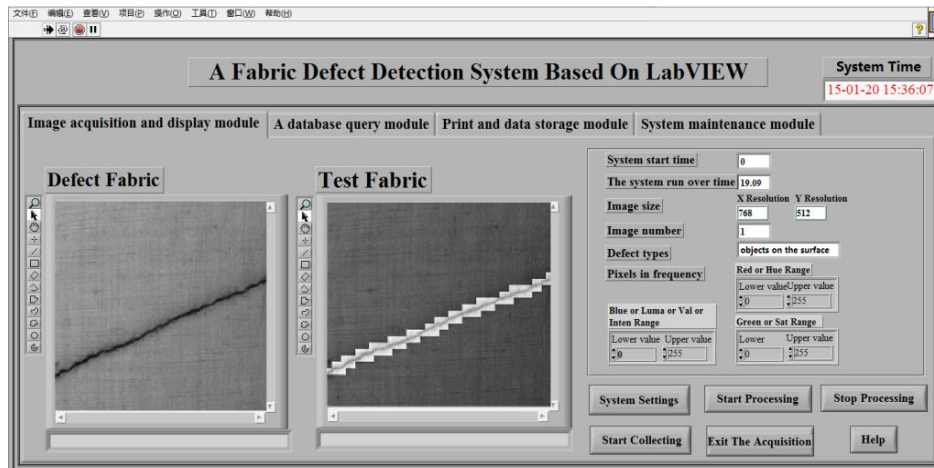 文件(F) 编辑(E) 查看(V) 项目(P) 操作(O) 工具(T) 窗口(W) 帮助(H)
A Fabric Defect Detection System Based On LabVIEW
System Time
15-01-20 15:36:07
Image acquisition and display module
A database query module
Print and data storage module
System maintenance module
Defect Fabric
Test Fabric
System start time
0
The system run over time
19.09
Image size
X Resolution Y Resolution
768 512
Image number
1
Defect types
objects on the surface
Pixels in frequency
Red or Hue Range
Lower value Upper value
0 255
Blue or Luma or Val or
Inten Range
Lower value Upper value
0 255
Green or Sat Range
Lower Upper value
0 255
System Settings
Start Processing
Stop Processing
Start Collecting
Exit The Acquisition
Help